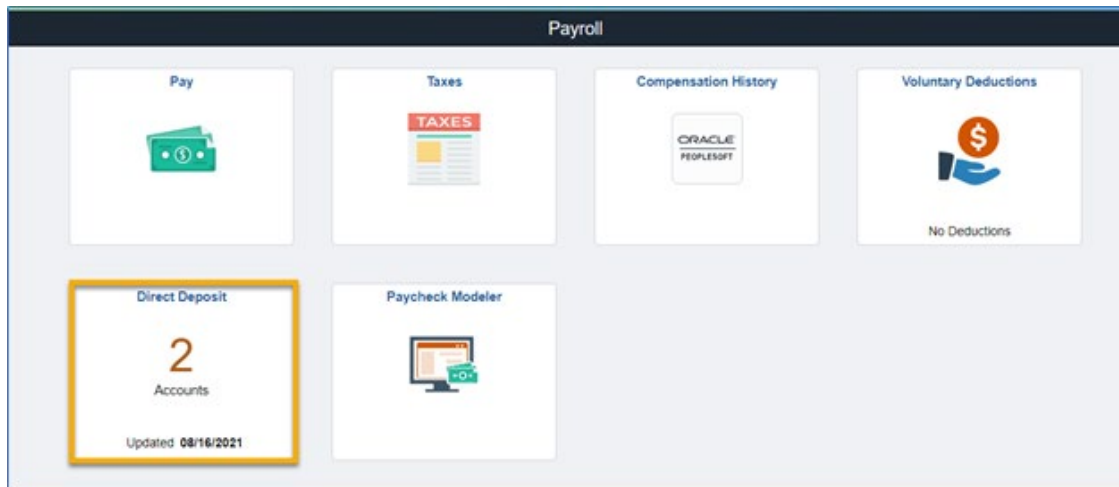 Payroll
Pay
Taxes
TAXES
Compensation History
ORACLE
PEOPLESOFT
Voluntary Deductions
$
No Deductions
Direct Deposit
2
Accounts
Updated 08/16/2021
Paycheck Modeler